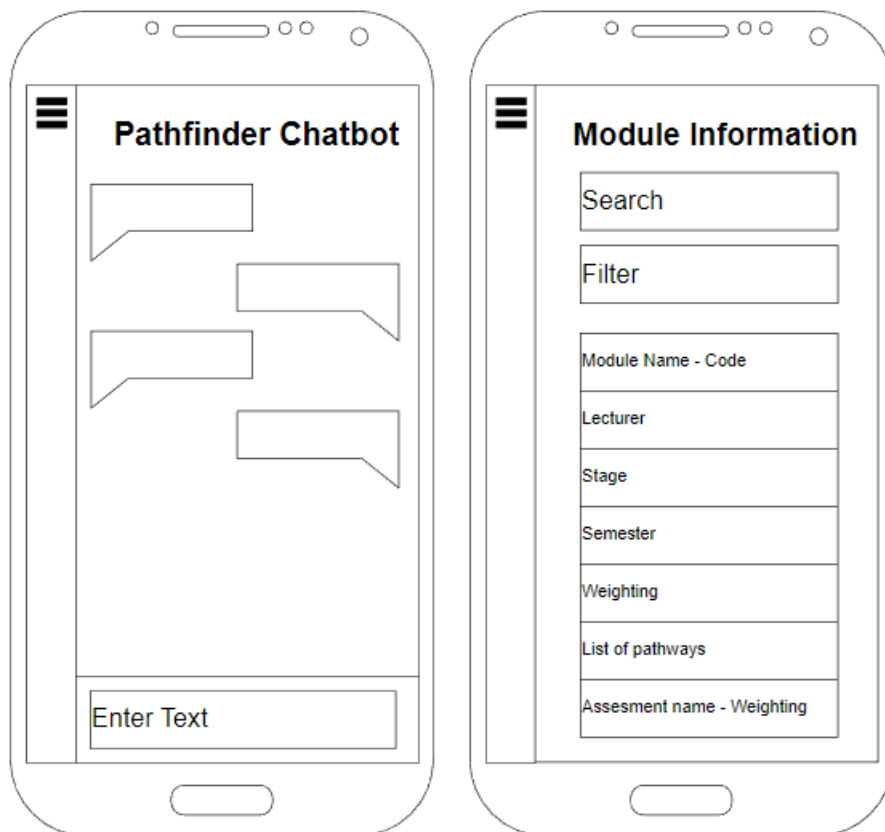 Pathfinder Chatbot
Enter Text
Module Information
Search
Filter
Module Name - Code
Lecturer
Stage
Semester
Weighting
List of pathways
Assesment name - Weighting